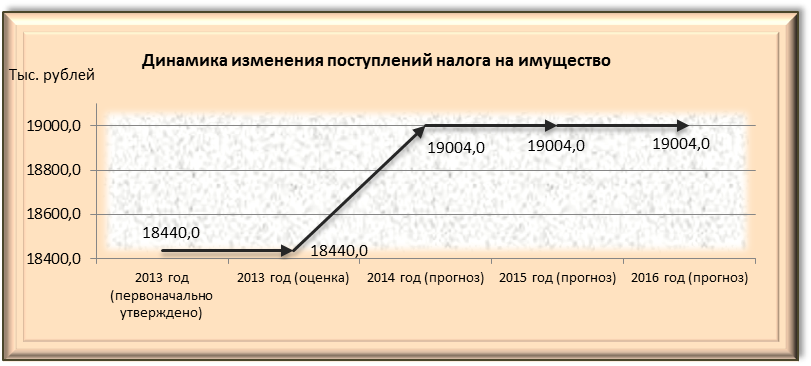 Динамика изменения поступлений налога на имущество
Тыс. рублей
19000,0
18800,0
18600,0
18400,0
18440,0
18440,0
19004,0
19004,0
19004,0
2013 год
(первоначально
утверждено)
2013 год (оценка)
2014 год (прогноз)
2015 год (прогноз)
2016 год (прогноз)